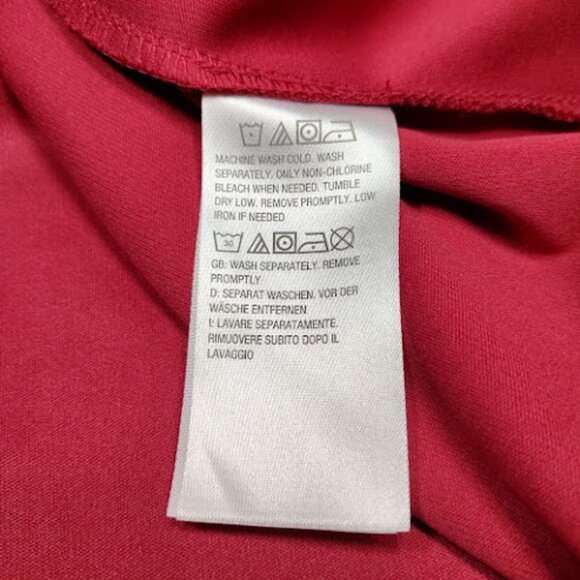 MACHINE WASH COLD. WASH
SEPARATELY. ONLY NON-CHLORINE
BLEACH WHEN NEEDED. TUMBLE
DRY LOW. REMOVE PROMPTLY. LOW
IRON IF NEEDED
30
GB: WASH SEPARATELY. REMOVE
PROMPTLY
D: SEPARAT WASCHEN. VOR DER
WÄSCHE ENTFERNEN
I: LAVARE SEPARATAMENTE.
RIMUOVERE SUBITO DOPO IL
LAVAGGIO